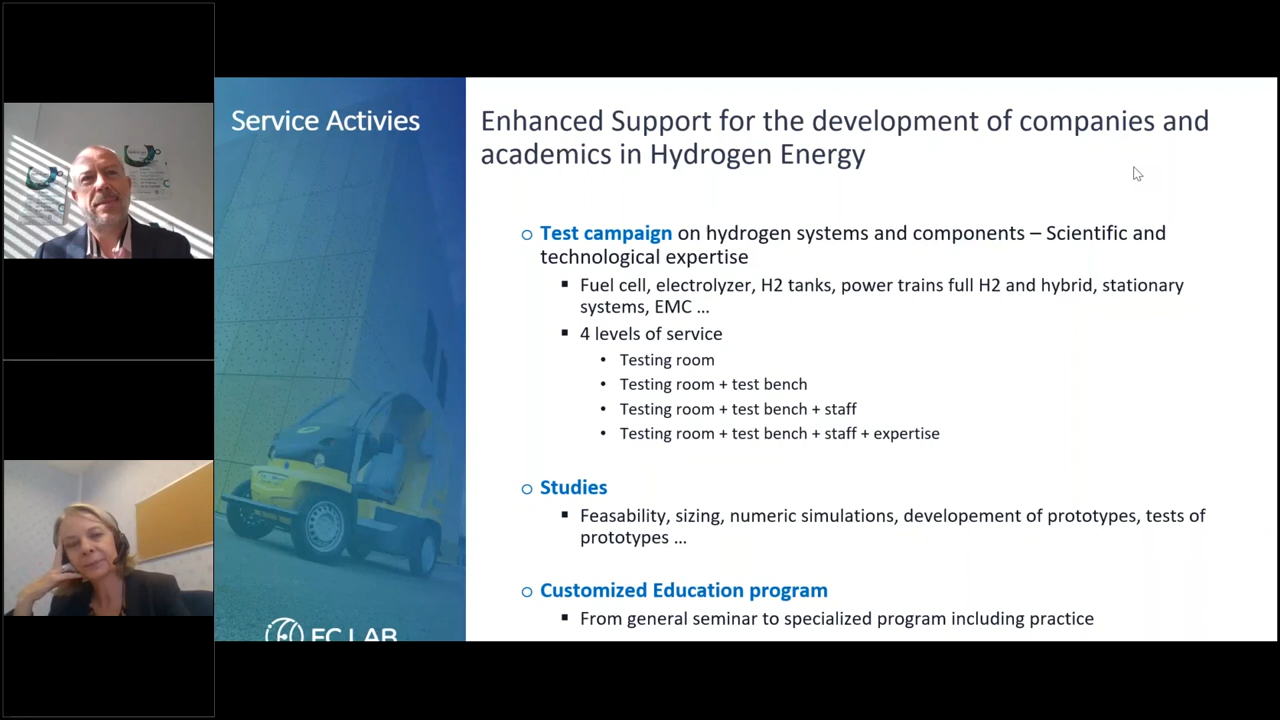 Service Activies
Enhanced Support for the development of companies and
academics in Hydrogen Energy
o Test campaign on hydrogen systems and components – Scientific and
technological expertise
▪ Fuel cell, electrolyzer, H2 tanks, power trains full H2 and hybrid, stationary
systems, EMC ...
▪ 4 levels of service
• Testing room
• Testing room + test bench
• Testing room + test bench + staff
• Testing room + test bench + staff + expertise
o Studies
▪ Feasability, sizing, numeric simulations, developement of prototypes, tests of
prototypes ...
o Customized Education program
▪ From general seminar to specialized program including practice
FC LAB